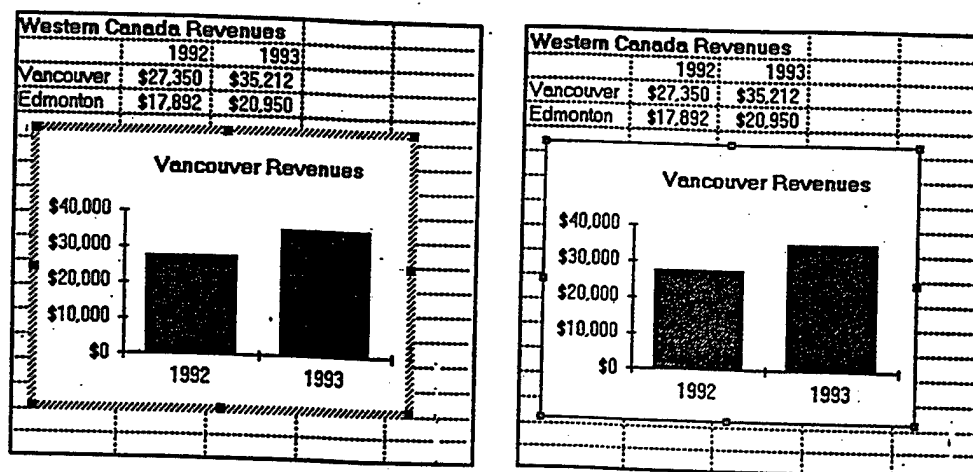 Western Canada Revenues
1992 1993
Vancouver $27,350 $35,212
Edmonton $17,892 $20,950
Vancouver Revenues
$40,000
$30,000
$20,000
$10,000
$0
1992 1993
Western Canada Revenues
1992 1993
Vancouver $27,350 $35,212
Edmonton $17,892 $20,950
Vancouver Revenues
$40,000
$30,000
$20,000
$10,000
$0
1992 1993